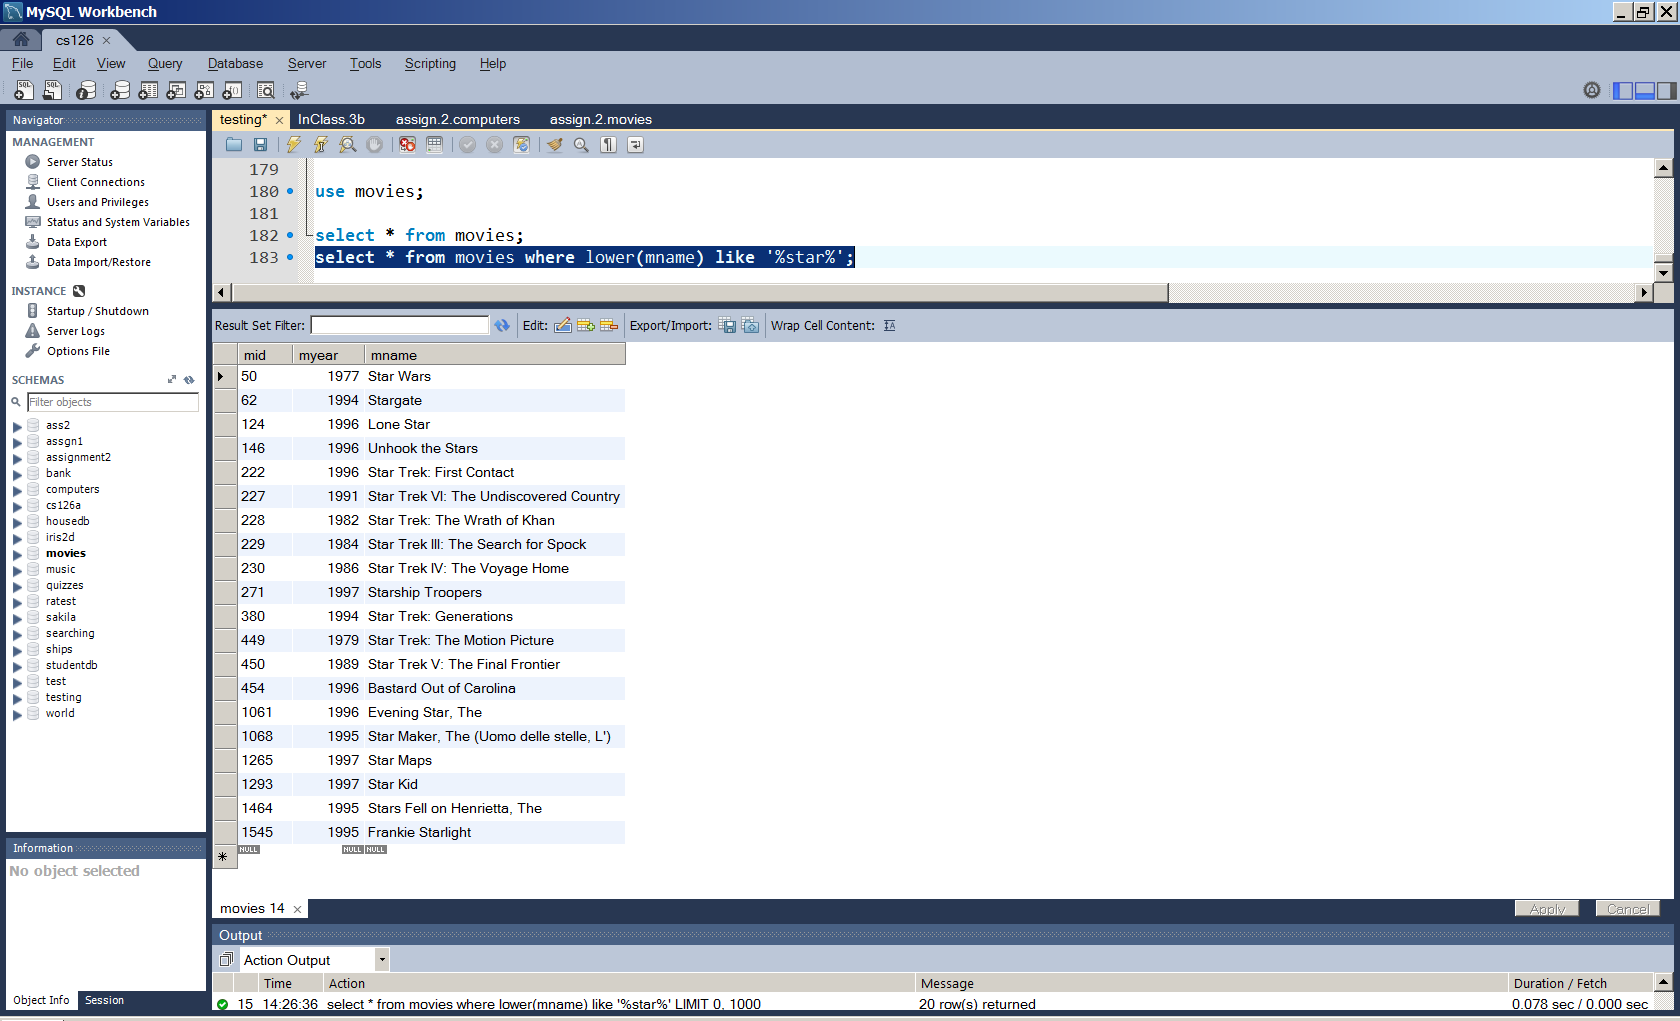 MySQL Workbench
cs126
File Edit View Query Database Server Tools Scripting Help
Navigator
MANAGEMENT
Server Status
Client Connections
Users and Privileges
Status and System Variables
Data Export
Data Import/Restore
INSTANCE
Startup / Shutdown
Server Logs
Options File
SCHEMAS
Filter objects
ass2
assgn1
assignment2
bank
computers
cs126a
housedb
iris2d
movies
music
quizzes
ratest
sakila
searching
ships
studentdb
test
testing
world
Information
No object selected
Object Info Session
testing* InClass.3b assign.2.computers assign.2.movies
179
180 use movies;
181
182 select * from movies;
183 select * from movies where lower(mname) like '%star%';
Result Set Filter: Edit: Export/Import: Wrap Cell Content:
mid myear mname
50 1977 Star Wars
62 1994 Stargate
124 1996 Lone Star
146 1996 Unhook the Stars
222 1996 Star Trek: First Contact
227 1991 Star Trek VI: The Undiscovered Country
228 1982 Star Trek: The Wrath of Khan
229 1984 Star Trek III: The Search for Spock
230 1986 Star Trek IV: The Voyage Home
271 1997 Starship Troopers
380 1994 Star Trek: Generations
449 1979 Star Trek: The Motion Picture
450 1989 Star Trek V: The Final Frontier
454 1996 Bastard Out of Carolina
1061 1996 Evening Star, The
1068 1995 Star Maker, The (Uomo delle stelle, L')
1265 1997 Star Maps
1293 1997 Star Kid
1464 1995 Stars Fell on Henrietta, The
1545 1995 Frankie Starlight
NULL NULL NULL
movies 14
Apply Cancel
Output
Action Output
Time Action Message Duration / Fetch
15 14:26:36 select * from movies where lower(mname) like '%star%' LIMIT 0, 1000 20 row(s) returned 0.078 sec / 0.000 sec